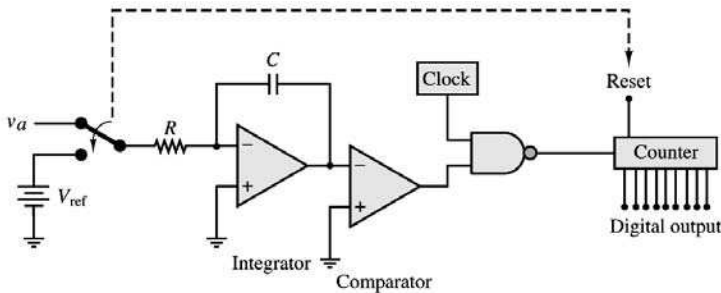 C
Clock
Reset
va
R
−
+
−
+
Counter
Vref
Digital output
Integrator
Comparator